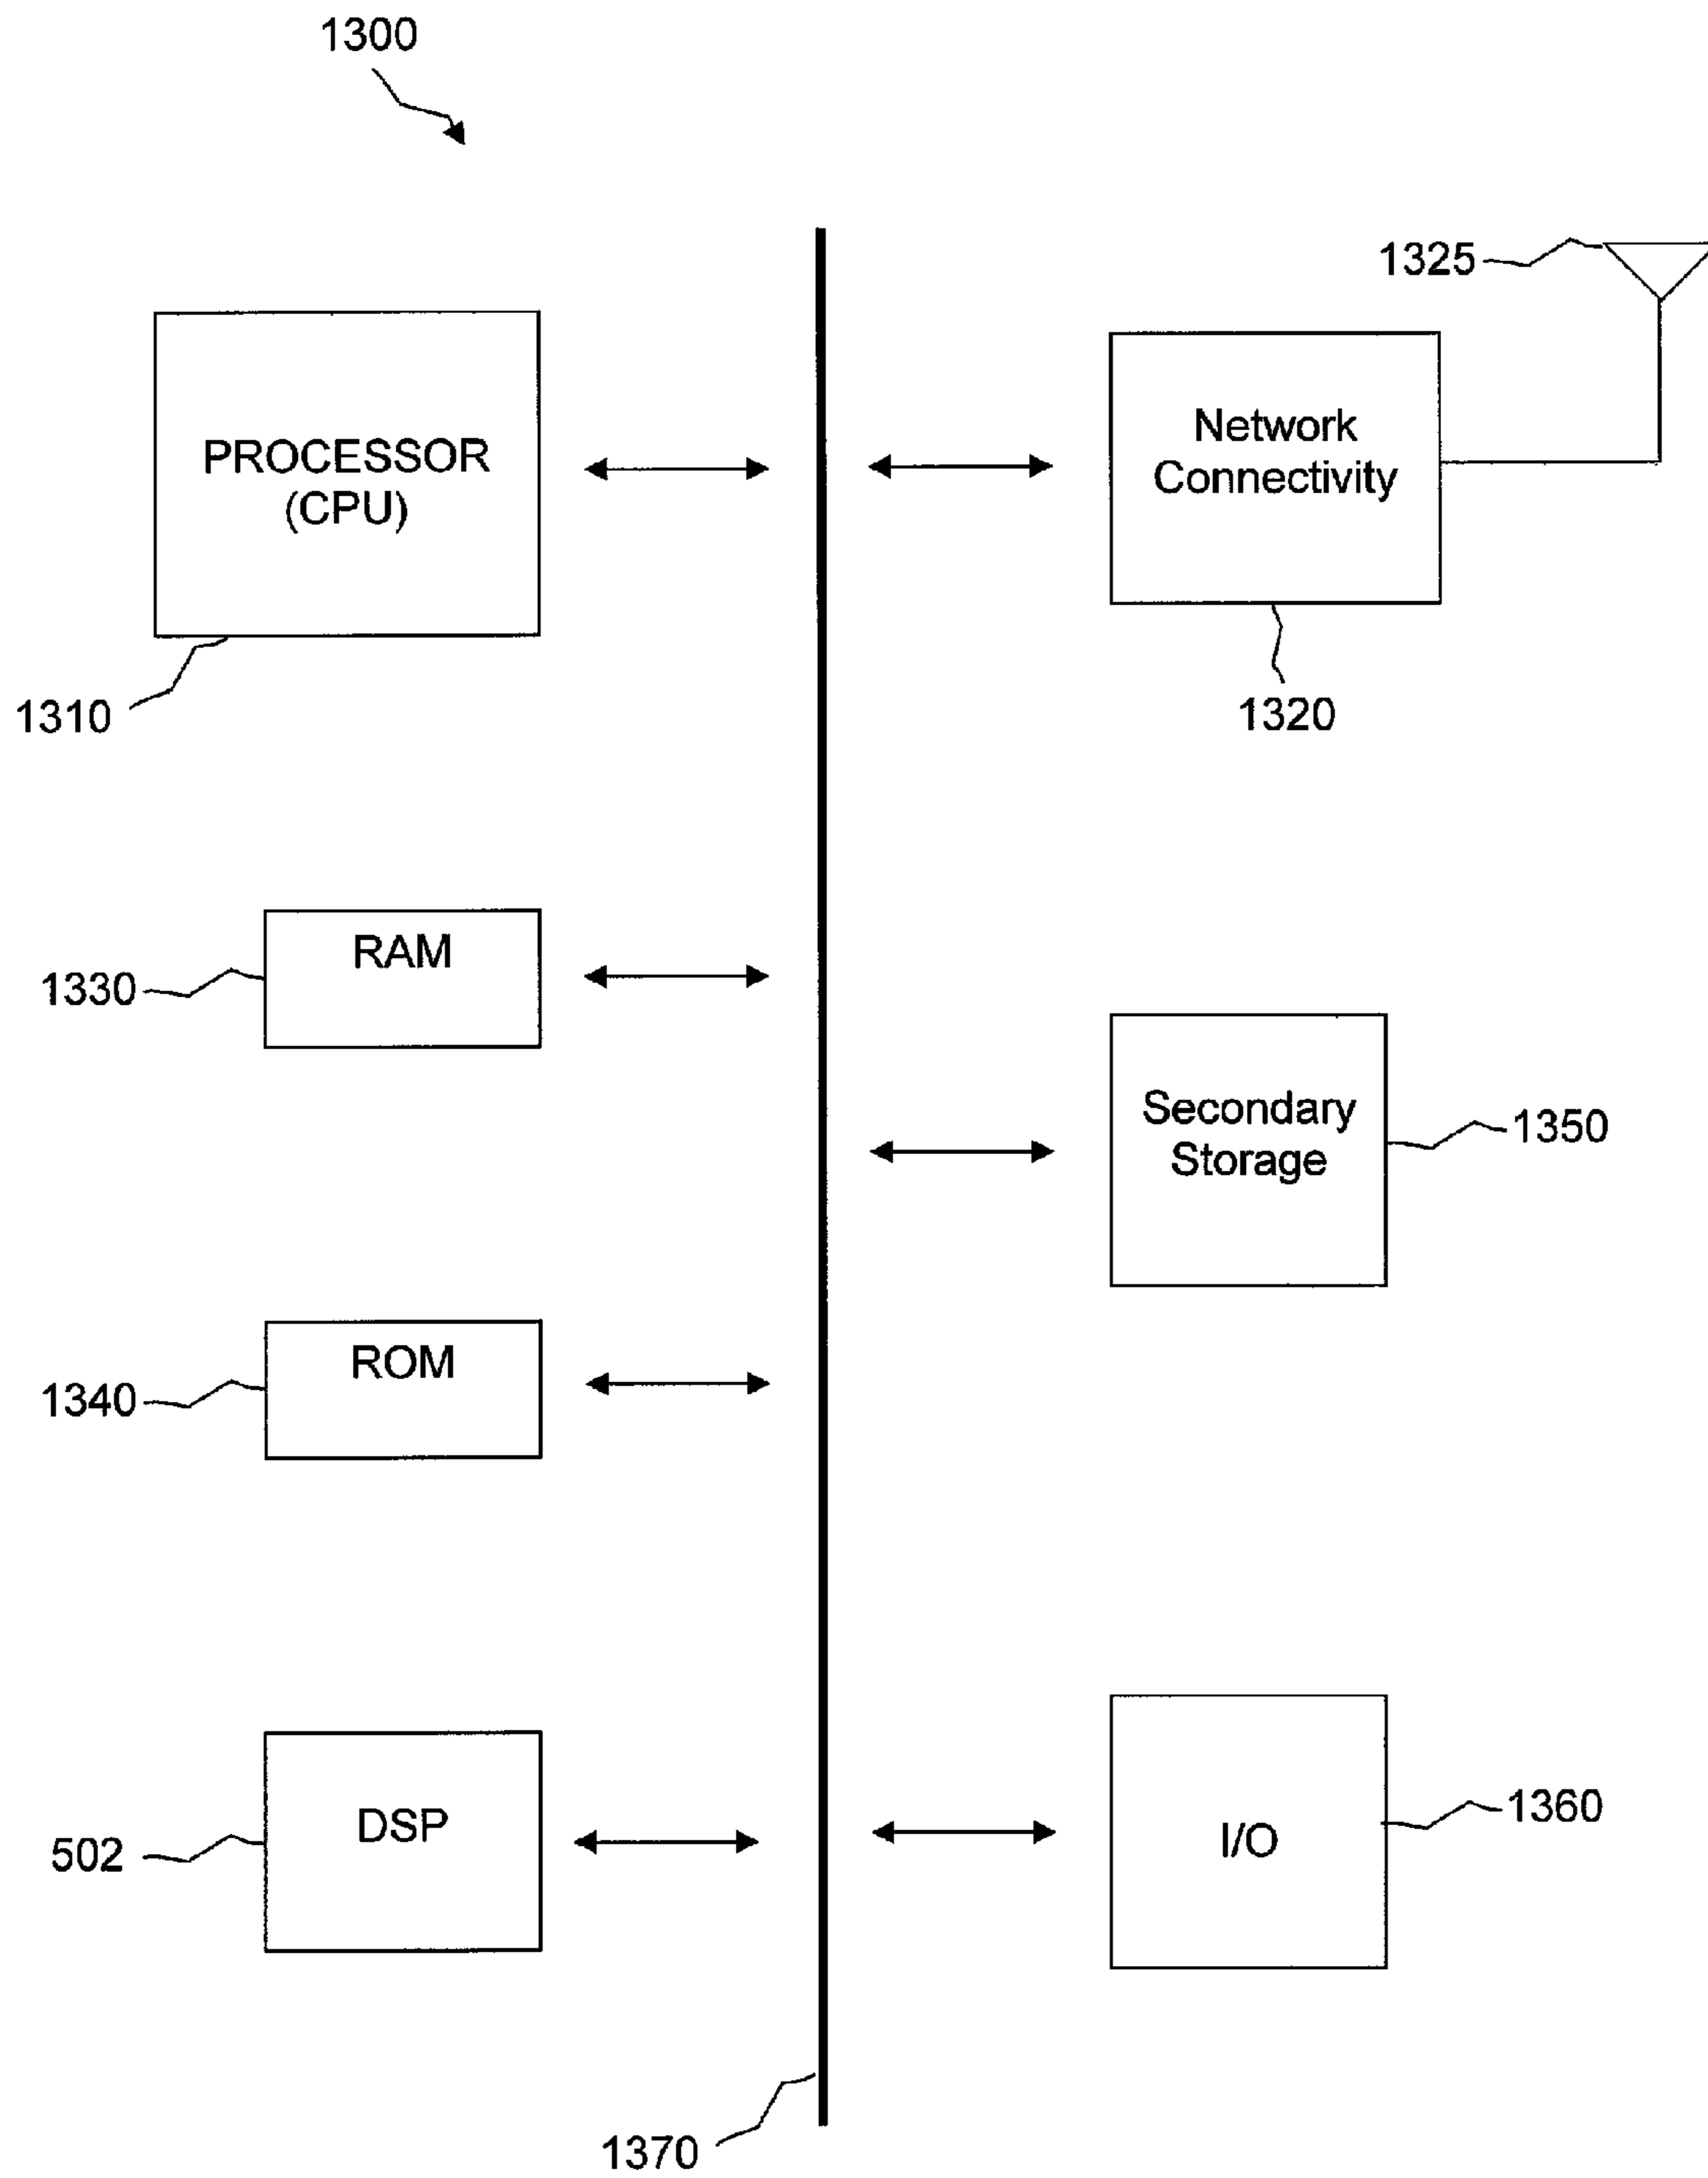 1300
1325
PROCESSOR
(CPU)
Network
Connectivity
1310
1320
RAM
1330
Secondary
Storage
1350
ROM
1340
DSP
502
I/O
1360
1370